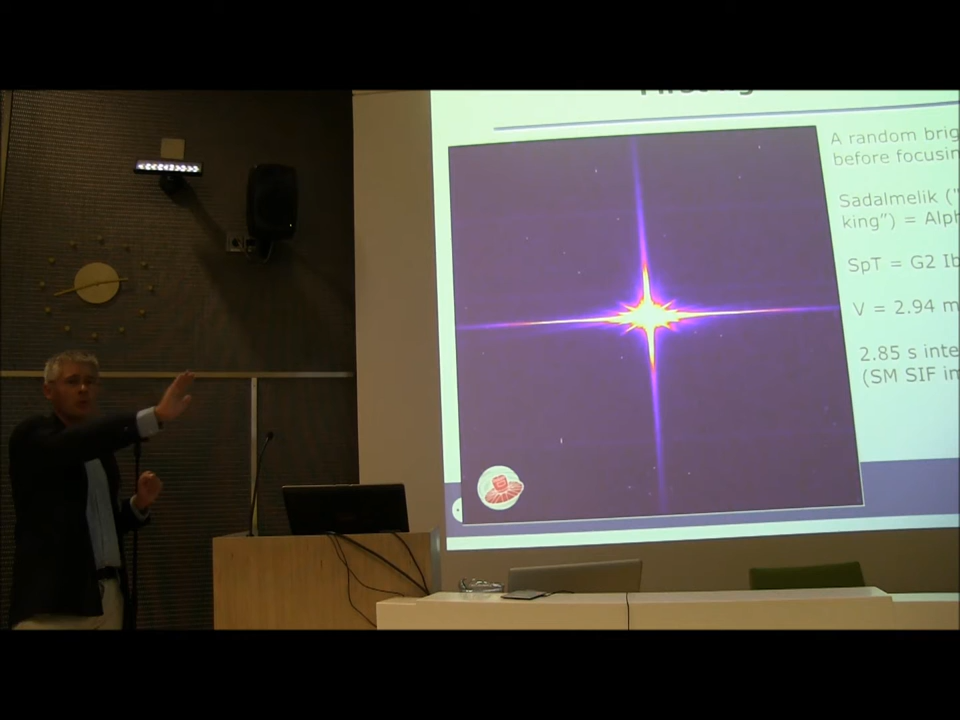 A random brig
before focusin
Sadalmelik ("
king") = Alph
SpT = G2 Ib
V = 2.94 m
2.85 s inte
(SM SIF im